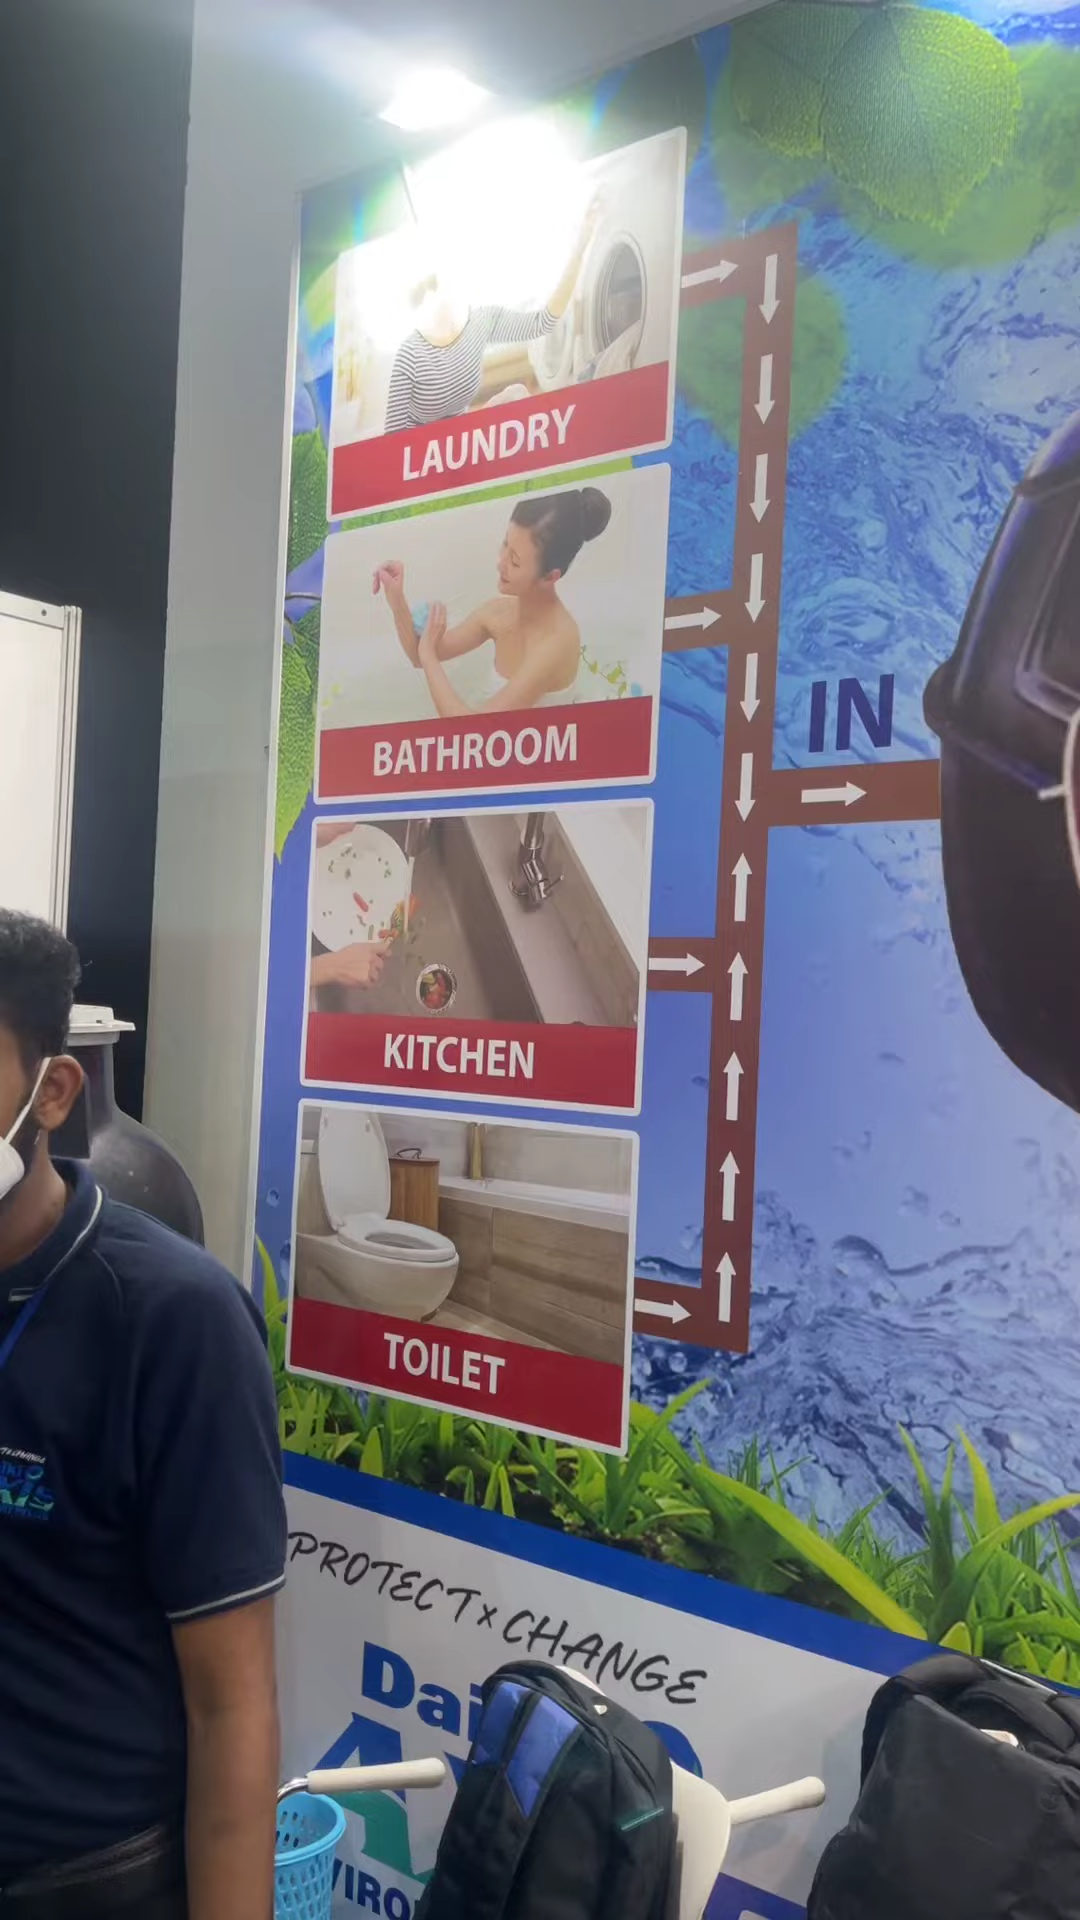 LAUNDRY
BATHROOM
IN
KITCHEN
TOILET
PROTECT x CHANGE